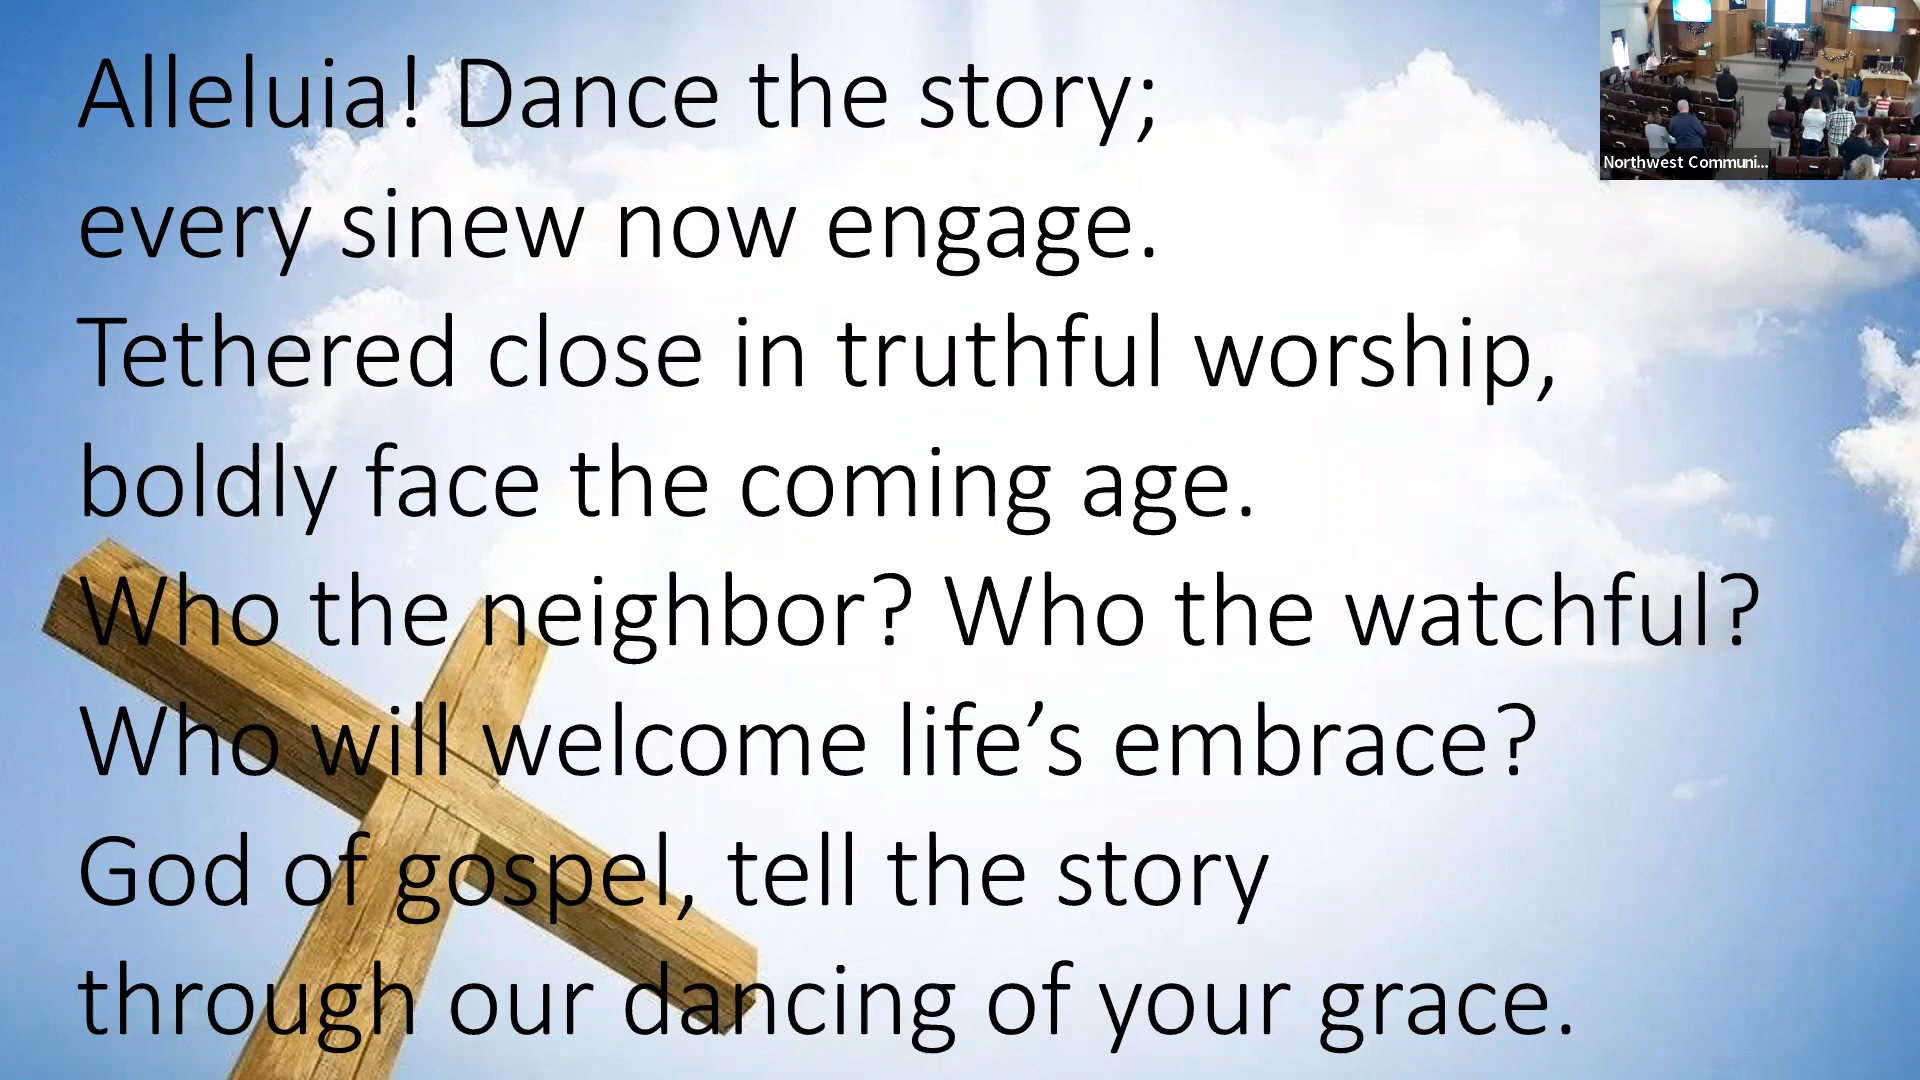 Alleluia! Dance the story;
every sinew now engage.
Tethered close in truthful worship,
boldly face the coming age.
Who the neighbor? Who the watchful?
Who will welcome life’s embrace?
God of gospel, tell the story
through our dancing of your grace.
Northwest Communi...